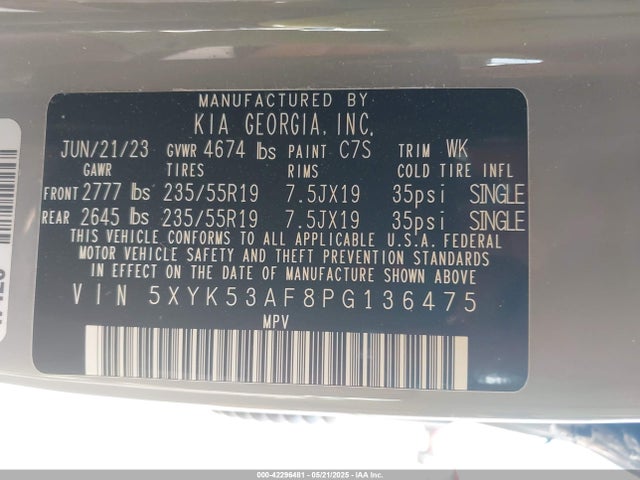 MANUFACTURED BY
KIA GEORGIA, INC.
JUN/21/23 GVWR 4674 lbs PAINT C7S TRIM WK
GAWR TIRES RIMS COLD TIRE INFL
FRONT 2777 lbs 235/55R19 7.5JX19 35psi SINGLE
REAR 2645 lbs 235/55R19 7.5JX19 35psi SINGLE
THIS VEHICLE CONFORMS TO ALL APPLICABLE U.S.A. FEDERAL
MOTOR VEHICLE SAFETY AND THEFT PREVENTION STANDARDS
IN EFFECT ON THE DATE OF MANUFACTURE SHOWN ABOVE.
VIN 5XYK53AF8PG136475
MPV
000-42296461 - 05/21/2025 - IAAI